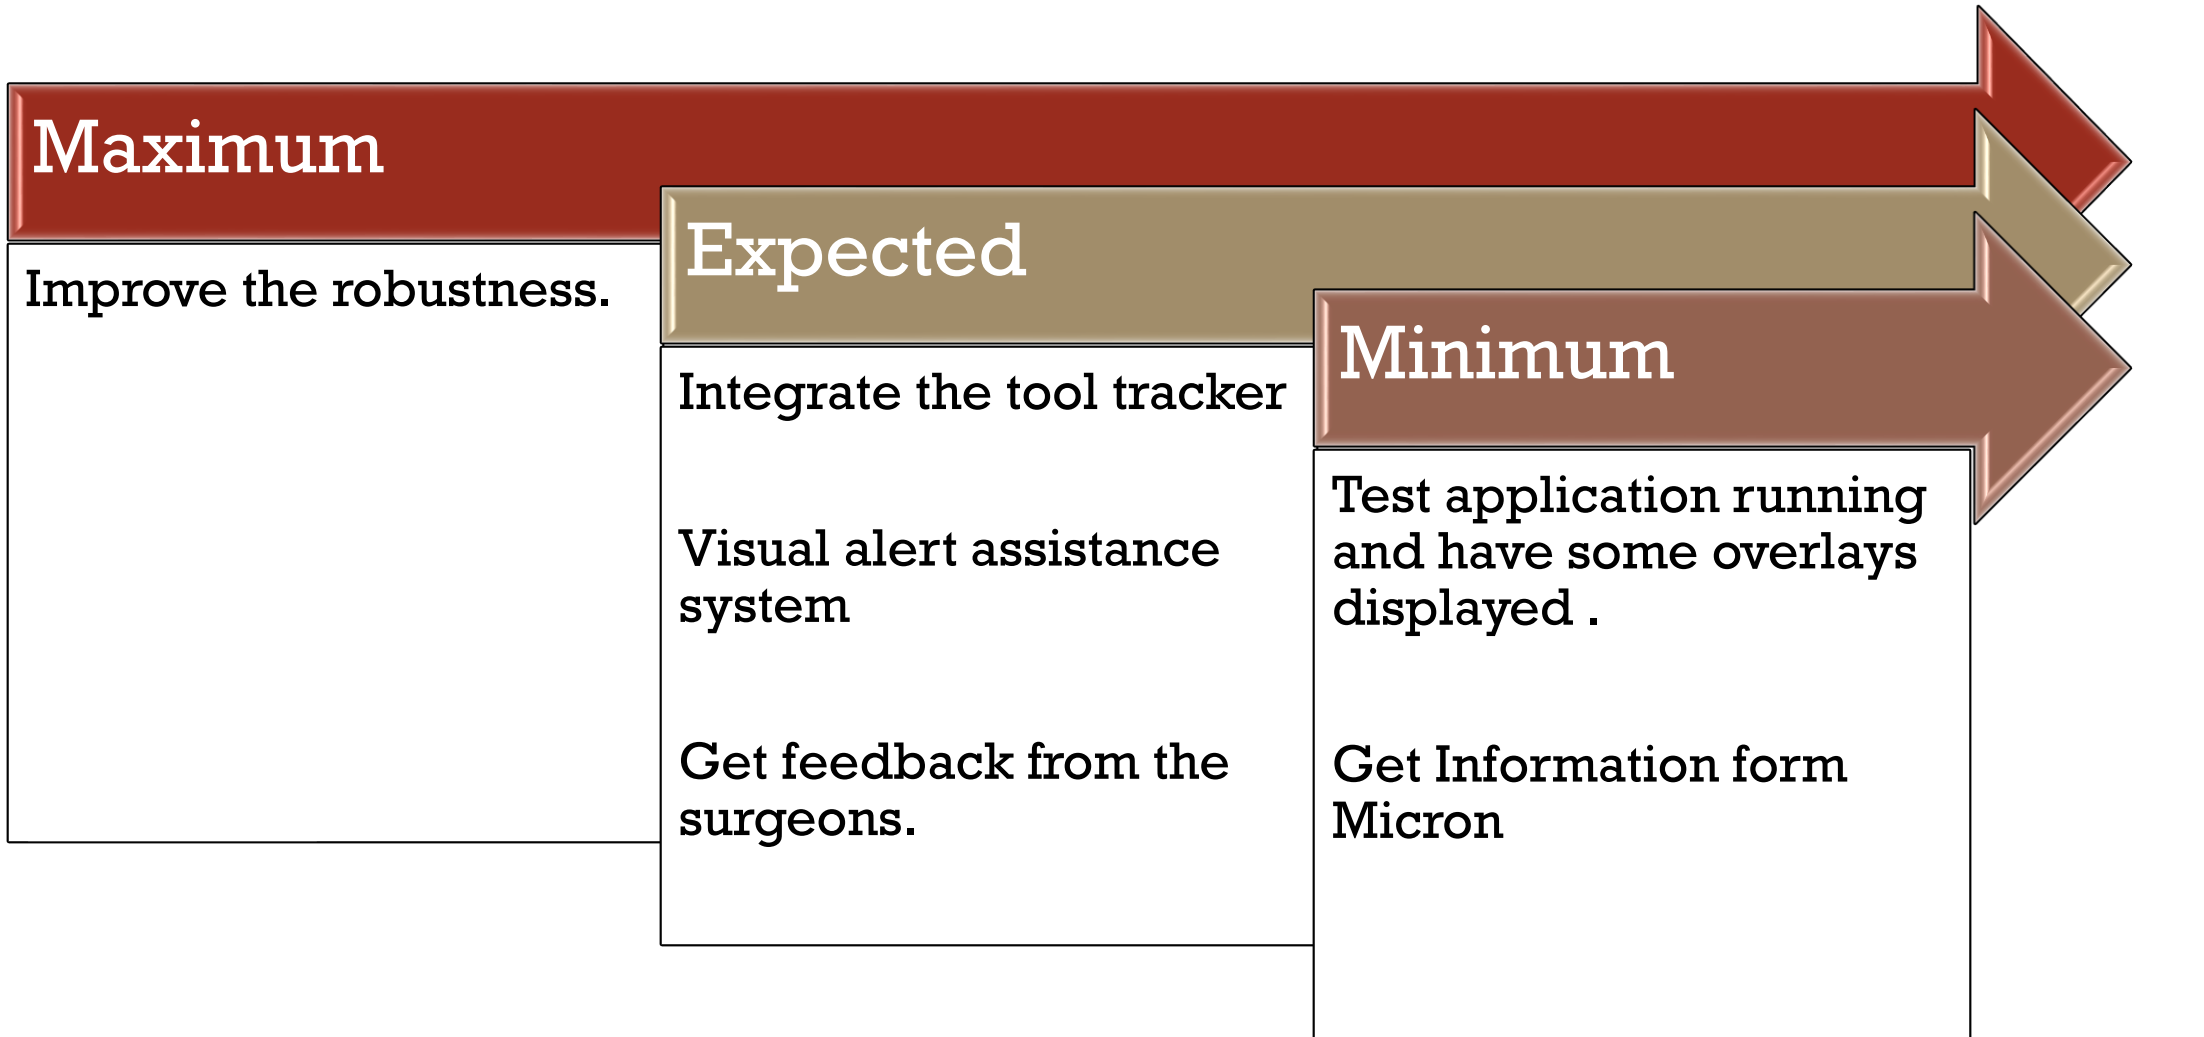 Maximum
Improve the robustness.
Expected
Integrate the tool tracker
Visual alert assistance
system
Get feedback from the
surgeons.
Minimum
Test application running
and have some overlays
displayed .
Get Information form
Micron